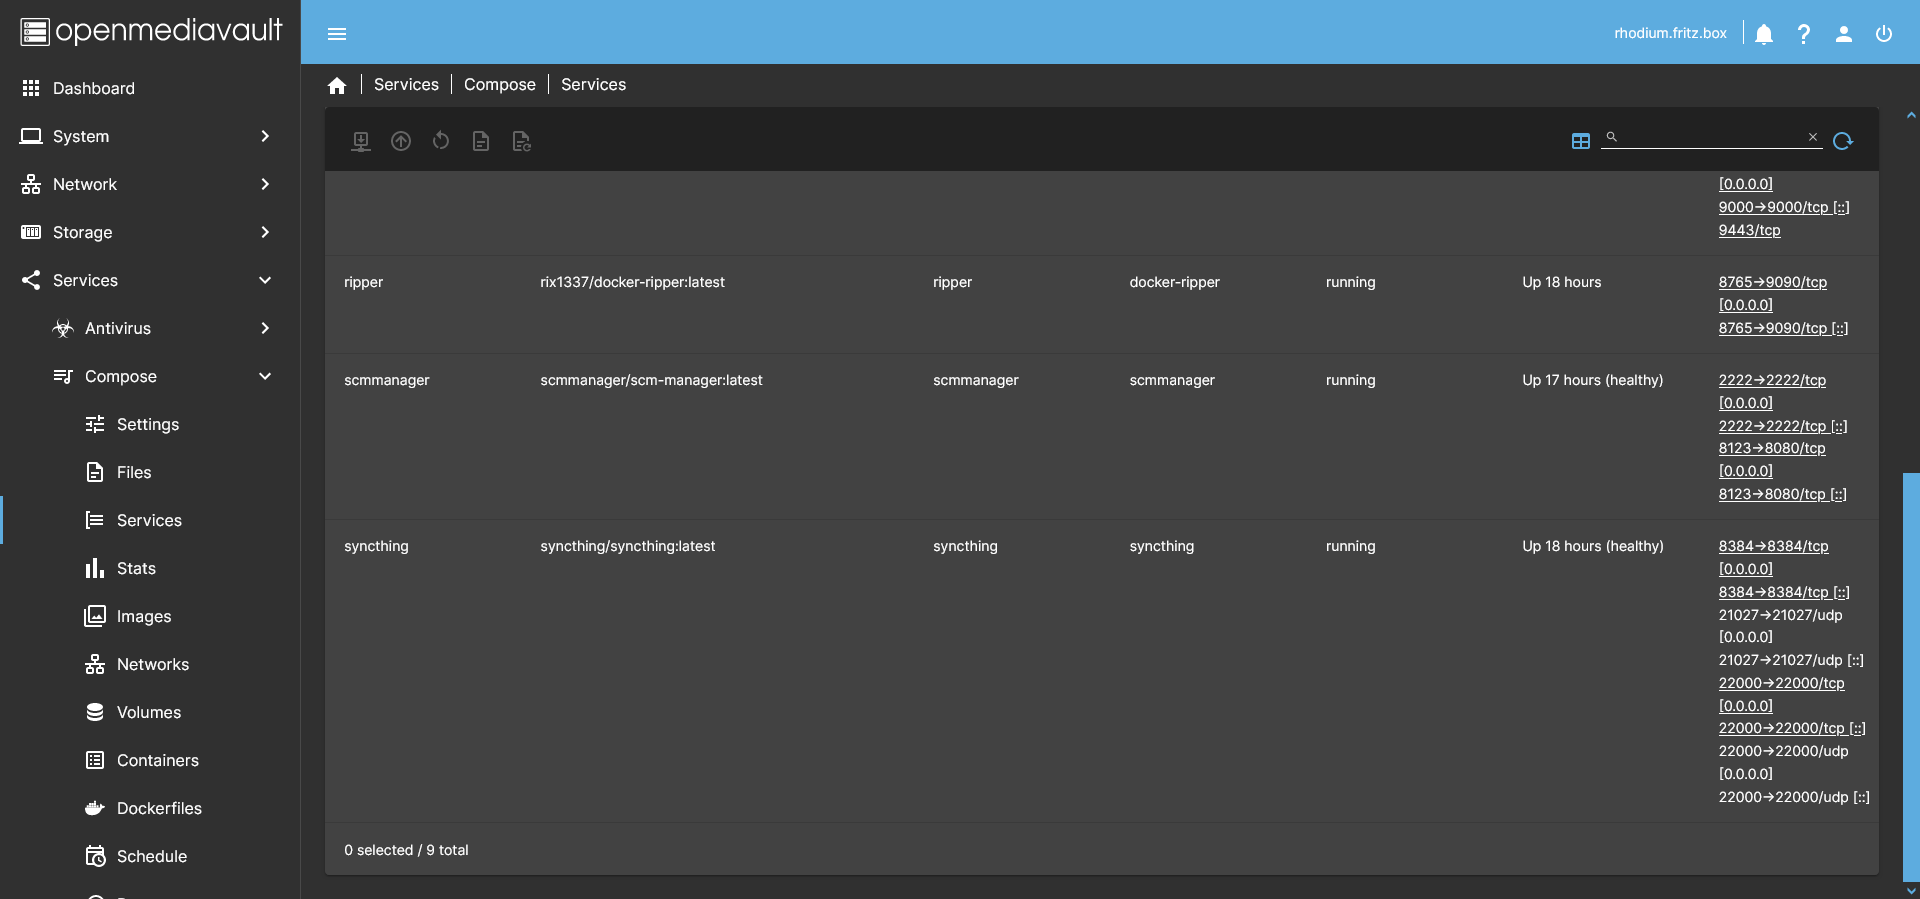 openmediavault
rhodium.fritz.box
Dashboard
System
Network
Storage
Services
Antivirus
Compose
Settings
Files
Services
Stats
Images
Networks
Volumes
Containers
Dockerfiles
Schedule
Services
Compose
Services
[0.0.0.0]
9000→9000/tcp [::]
9443/tcp
ripper
rix1337/docker-ripper:latest
ripper
docker-ripper
running
Up 18 hours
8765→9090/tcp
[0.0.0.0]
8765→9090/tcp [::]
scmmanager
scmmanager/scm-manager:latest
scmmanager
scmmanager
running
Up 17 hours (healthy)
2222→2222/tcp
[0.0.0.0]
2222→2222/tcp [::]
8123→8080/tcp
[0.0.0.0]
8123→8080/tcp [::]
syncthing
syncthing/syncthing:latest
syncthing
syncthing
running
Up 18 hours (healthy)
8384→8384/tcp
[0.0.0.0]
8384→8384/tcp [::]
21027→21027/udp
[0.0.0.0]
21027→21027/udp [::]
22000→22000/tcp
[0.0.0.0]
22000→22000/tcp [::]
22000→22000/udp
[0.0.0.0]
22000→22000/udp [::]
0 selected / 9 total